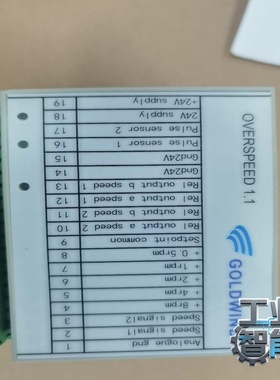 OVERSPEED 1.1
GOLDWIND
1 Analogue gnd
2 Speed signal1
3 Speed signal2
4 + 8rpm
5 + 4rpm
6 + 2rpm
7 + 1rpm
8 + 0.5rpm
9 Setpoint common
10 Rel output a speed 2
11 Rel output b speed 2
12 Rel output a speed 1
13 Rel output b speed 1
14 Gnd24V
15 Gnd24V
16 Pulse sensor 1
17 Pulse sensor 2
18 24V supply
19 +24V supply
工业